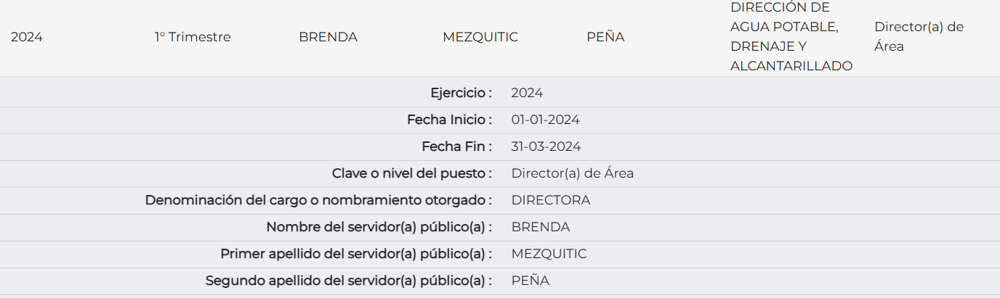 2024 1° Trimestre BRENDA MEZQUITIC PEÑA
DIRECCIÓN DE
AGUA POTABLE,
DRENAJE Y
ALCANTARILLADO
Director(a) de
Área
Ejercicio : 2024
Fecha Inicio : 01-01-2024
Fecha Fin : 31-03-2024
Clave o nivel del puesto : Director(a) de Área
Denominación del cargo o nombramiento otorgado : DIRECTORA
Nombre del servidor(a) público(a) : BRENDA
Primer apellido del servidor(a) público(a) : MEZQUITIC
Segundo apellido del servidor(a) público(a) : PEÑA